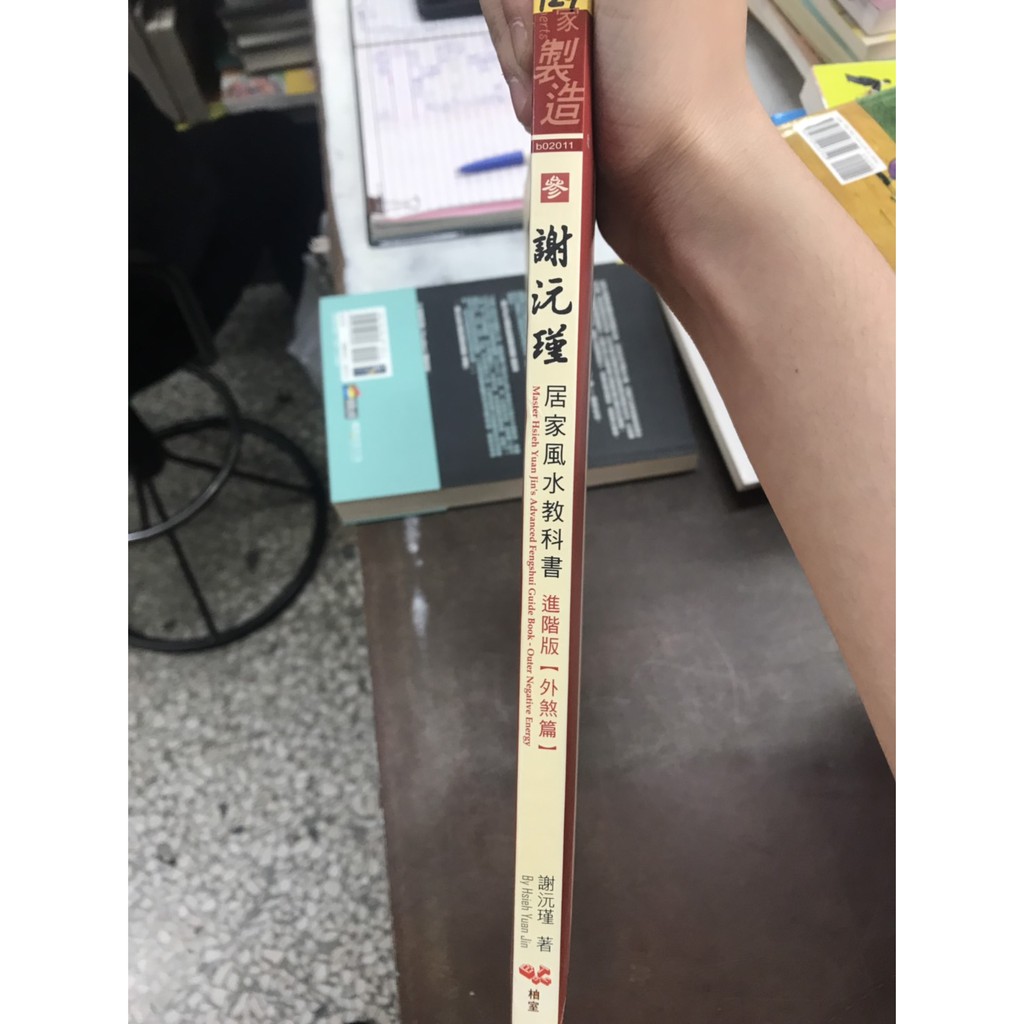 家
製造
b02011
參
謝沅瑾
居家風水教科書
進階版【外煞篇】
Master Hsieh Yuan Jin's Advanced Fengshui Guide Book - Outer Negative Energy
謝沅瑾 著
By Hsieh Yuan Jin
柏室